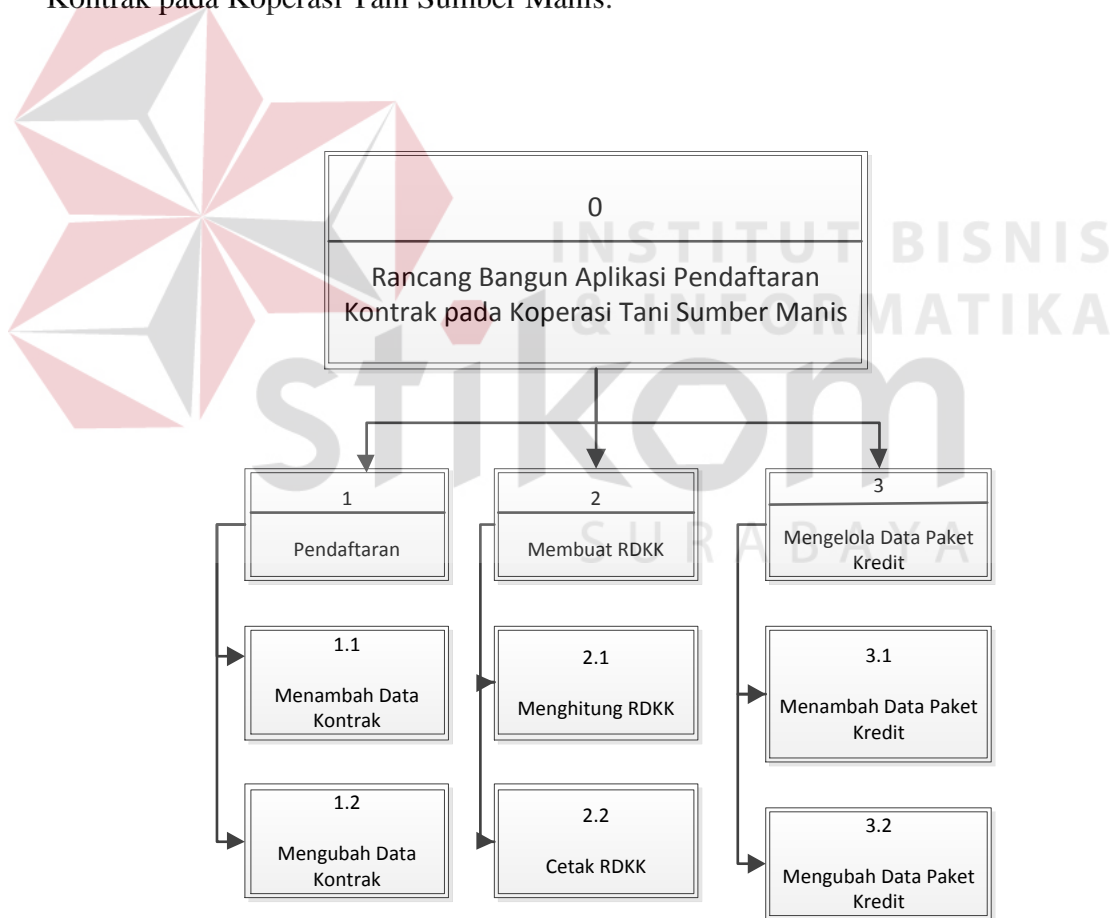 Kontrak pada Koperasi Tani Sumber Manis.
INSTITUT BISNIS
& INFORMATIKA
stikom
SURABAYA
0
Rancang Bangun Aplikasi Pendaftaran
Kontrak pada Koperasi Tani Sumber Manis
1
Pendaftaran
2
Membuat RDKK
3
Mengelola Data Paket
Kredit
1.1
Menambah Data
Kontrak
2.1
Menghitung RDKK
3.1
Menambah Data Paket
Kredit
1.2
Mengubah Data
Kontrak
2.2
Cetak RDKK
3.2
Mengubah Data Paket
Kredit